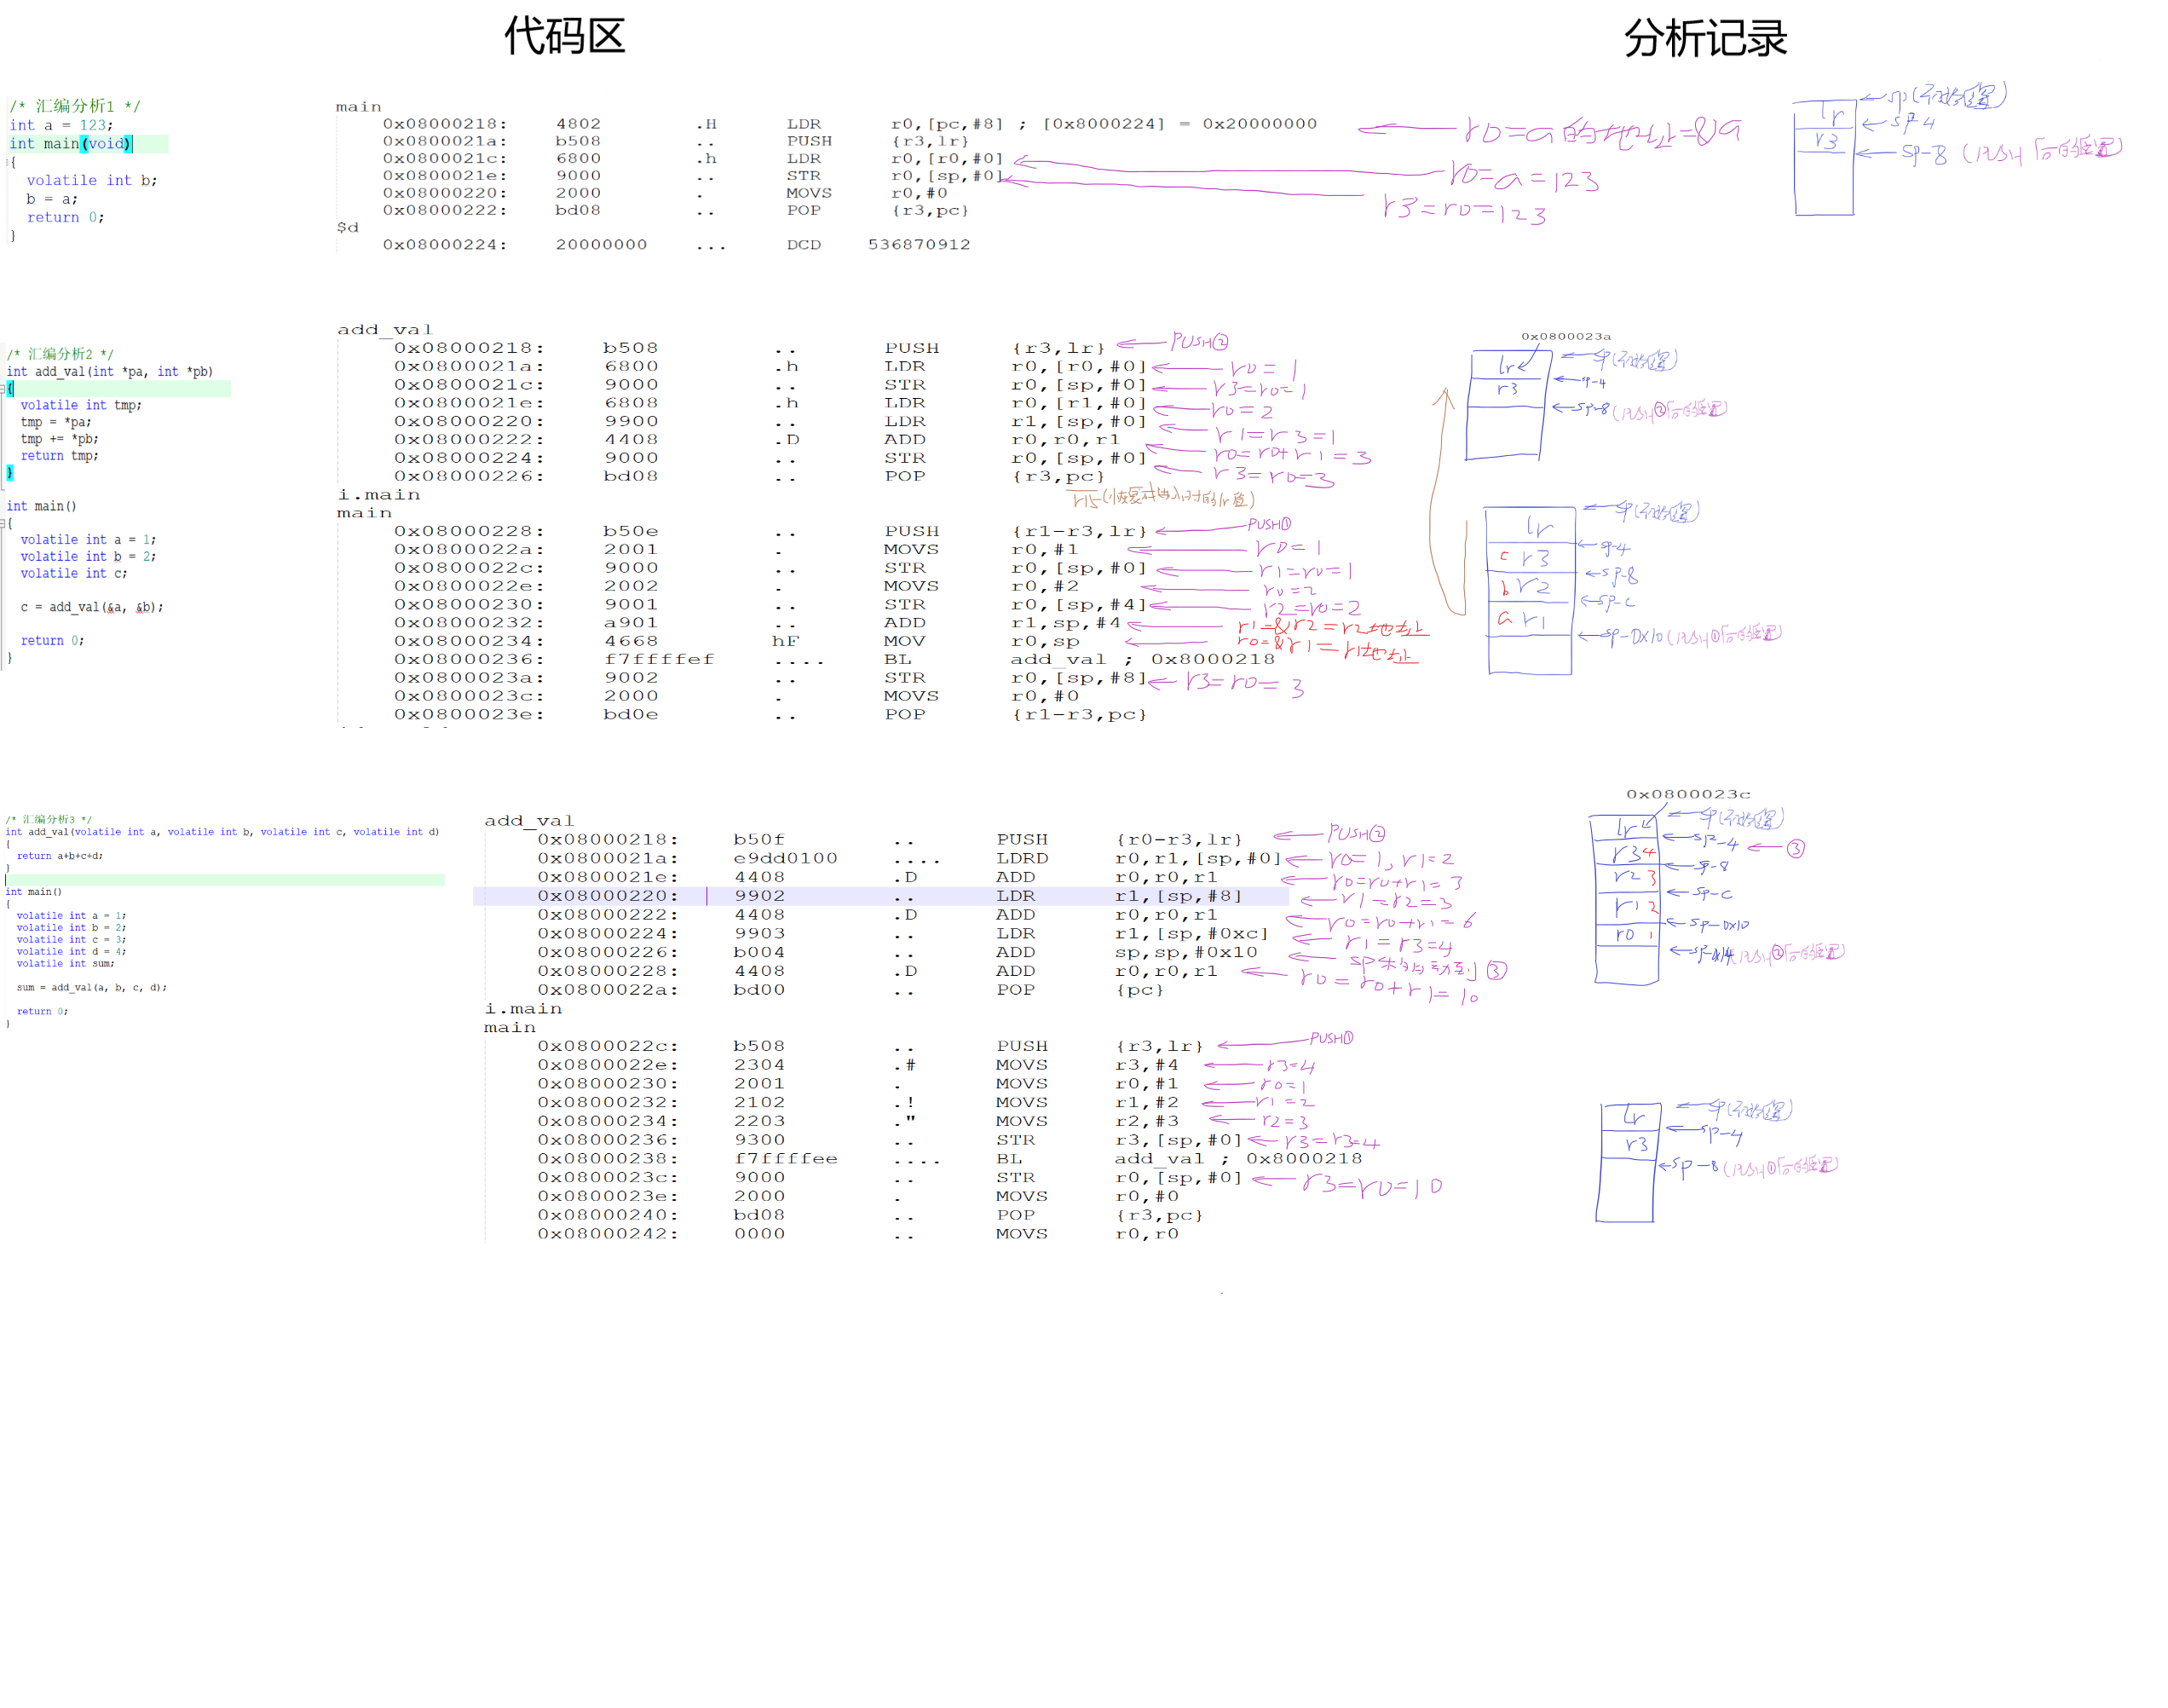 代码区
分析记录
/* 汇编分析1 */
int a = 123;
int main(void)
{
volatile int b;
b = a;
return 0;
}
main
0x08000218: 4802 .H LDR r0,[pc,#8] ; [0x8000224] = 0x20000000
0x0800021a: b508 .. PUSH {r3,lr}
0x0800021c: 6800 .h LDR r0,[r0,#0]
0x0800021e: 9000 .. STR r0,[sp,#0]
0x08000220: 2000 . MOVS r0,#0
0x08000222: bd08 .. POP {r3,pc}
$d
0x08000224: 20000000 ... DCD 536870912
r0=a的地址=&a
r0=a=123
r3=r0=123
lr
r3
sp(初始位置)
sp-4
sp-8 (PUSH后的位置)
/* 汇编分析2 */
int add_val(int *pa, int *pb)
{
volatile int tmp;
tmp = *pa;
tmp += *pb;
return tmp;
}
int main()
{
volatile int a = 1;
volatile int b = 2;
volatile int c;
c = add_val(&a, &b);
return 0;
}
add_val
0x08000218: b508 .. PUSH {r3,lr} PUSH②
0x0800021a: 6800 .h LDR r0,[r0,#0] r0=1
0x0800021c: 9000 .. STR r0,[sp,#0] r3=r0=1
0x0800021e: 6808 .h LDR r0,[r1,#0] r0=2
0x08000220: 9900 .. LDR r1,[sp,#0] r1=r3=1
0x08000222: 4408 .D ADD r0,r0,r1 r0=r0+r1=3
0x08000224: 9000 .. STR r0,[sp,#0] r3=r0=3
0x08000226: bd08 .. POP {r3,pc}
i.main
r15
main
0x08000228: b50e .. PUSH {r1-r3,lr} PUSH①
0x0800022a: 2001 . MOVS r0,#1 r0=1
0x0800022c: 9000 .. STR r0,[sp,#0] r1=r0=1
0x0800022e: 2002 . MOVS r0,#2 r0=2
0x08000230: 9001 .. STR r0,[sp,#4] r2=r0=2
0x08000232: a901 .. ADD r1,sp,#4 r1=&r2=r2地址
0x08000234: 4668 hF MOV r0,sp r0=&r1=r1地址
0x08000236: f7ffffef .... BL add_val ; 0x8000218
0x0800023a: 9002 .. STR r0,[sp,#8] r3=r0=3
0x0800023c: 2000 . MOVS r0,#0
0x0800023e: bd0e .. POP {r1-r3,pc}
0x0800023a
lr
r3
sp(初始位置)
sp-4
sp-8 (PUSH②后的位置)
lr
c r3
b r2
a r1
sp(初始位置)
sp-4
sp-8
sp-c
sp-0x10 (PUSH①后的位置)
/* 汇编分析3 */
int add_val(volatile int a, volatile int b, volatile int c, volatile int d)
{
return a+b+c+d;
}
int main()
{
volatile int a = 1;
volatile int b = 2;
volatile int c = 3;
volatile int d = 4;
volatile int sum;
sum = add_val(a, b, c, d);
return 0;
}
add_val
0x08000218: b50f .. PUSH {r0-r3,lr} PUSH②
0x0800021a: e9dd0100 .... LDRD r0,r1,[sp,#0] r0=1, r1=2
0x0800021e: 4408 .D ADD r0,r0,r1 r0=r0+r1=3
0x08000220: 9902 .. LDR r1,[sp,#8] r1=r2=3
0x08000222: 4408 .D ADD r0,r0,r1 r0=r0+r1=6
0x08000224: 9903 .. LDR r1,[sp,#0xc] r1=r3=4
0x08000226: b004 .. ADD sp,sp,#0x10 sp移动到③
0x08000228: 4408 .D ADD r0,r0,r1 r0=r0+r1=10
0x0800022a: bd00 .. POP {pc}
i.main
main
0x0800022c: b508 .. PUSH {r3,lr} PUSH①
0x0800022e: 2304 .# MOVS r3,#4 r3=4
0x08000230: 2001 . MOVS r0,#1 r0=1
0x08000232: 2102 .! MOVS r1,#2 r1=2
0x08000234: 2203 ." MOVS r2,#3 r2=3
0x08000236: 9300 .. STR r3,[sp,#0] r3=r3=4
0x08000238: f7ffffee .... BL add_val ; 0x8000218
0x0800023c: 9000 .. STR r0,[sp,#0] r3=r0=10
0x0800023e: 2000 . MOVS r0,#0
0x08000240: bd08 .. POP {r3,pc}
0x08000242: 0000 .. MOVS r0,r0
0x0800023c
lr
r3 4
r2 3
r1 2
r0 1
sp(初始位置)
sp-4 ③
sp-8
sp-c
sp-0x10
sp-0x14 (PUSH②后的位置)
lr
r3
sp(初始位置)
sp-4
sp-8 (PUSH①后的位置)